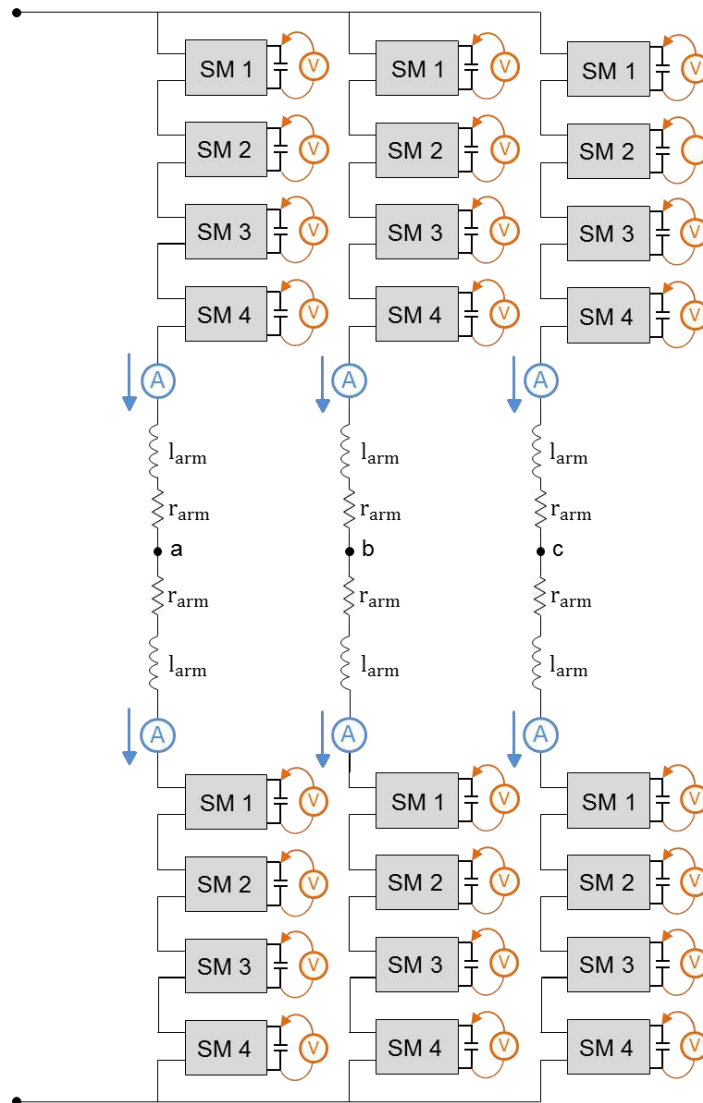 SM 1 V SM 1 V SM 1 V
SM 2 V SM 2 V SM 2
SM 3 V SM 3 V SM 3 V
SM 4 V SM 4 V SM 4 V
A A A
l_arm l_arm l_arm
r_arm r_arm r_arm
a b c
r_arm r_arm r_arm
l_arm l_arm l_arm
A A A
SM 1 V SM 1 V SM 1 V
SM 2 V SM 2 V SM 2 V
SM 3 V SM 3 V SM 3 V
SM 4 V SM 4 V SM 4 V